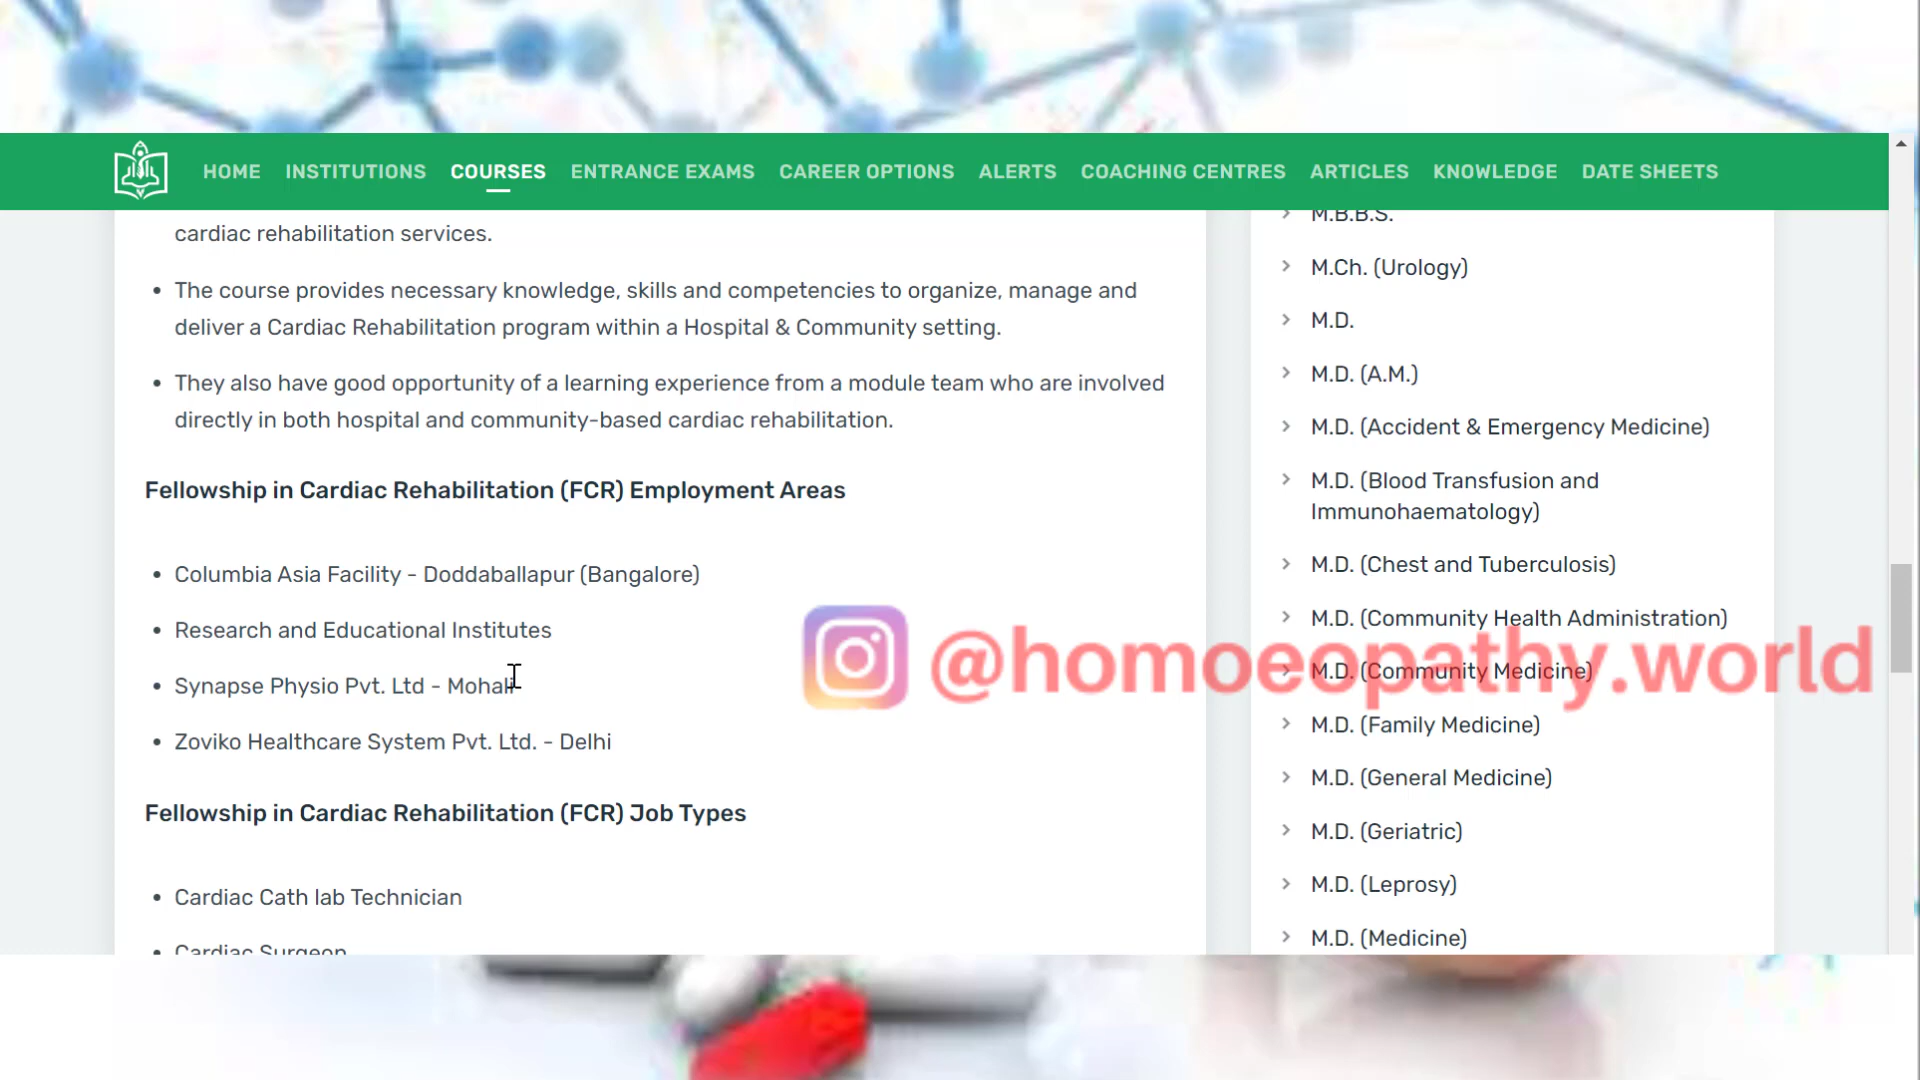 HOME INSTITUTIONS COURSES ENTRANCE EXAMS CAREER OPTIONS ALERTS COACHING CENTRES ARTICLES KNOWLEDGE DATE SHEETS
cardiac rehabilitation services.
• The course provides necessary knowledge, skills and competencies to organize, manage and
deliver a Cardiac Rehabilitation program within a Hospital & Community setting.
• They also have good opportunity of a learning experience from a module team who are involved
directly in both hospital and community-based cardiac rehabilitation.
Fellowship in Cardiac Rehabilitation (FCR) Employment Areas
• Columbia Asia Facility - Doddaballapur (Bangalore)
• Research and Educational Institutes
• Synapse Physio Pvt. Ltd - Mohali
• Zoviko Healthcare System Pvt. Ltd. - Delhi
Fellowship in Cardiac Rehabilitation (FCR) Job Types
• Cardiac Cath lab Technician
• Cardiac Surgeon
M.B.B.S.
M.Ch. (Urology)
M.D.
M.D. (A.M.)
M.D. (Accident & Emergency Medicine)
M.D. (Blood Transfusion and
Immunohaematology)
M.D. (Chest and Tuberculosis)
M.D. (Community Health Administration)
M.D. (Community Medicine)
M.D. (Family Medicine)
M.D. (General Medicine)
M.D. (Geriatric)
M.D. (Leprosy)
M.D. (Medicine)
@homoeopathy.world